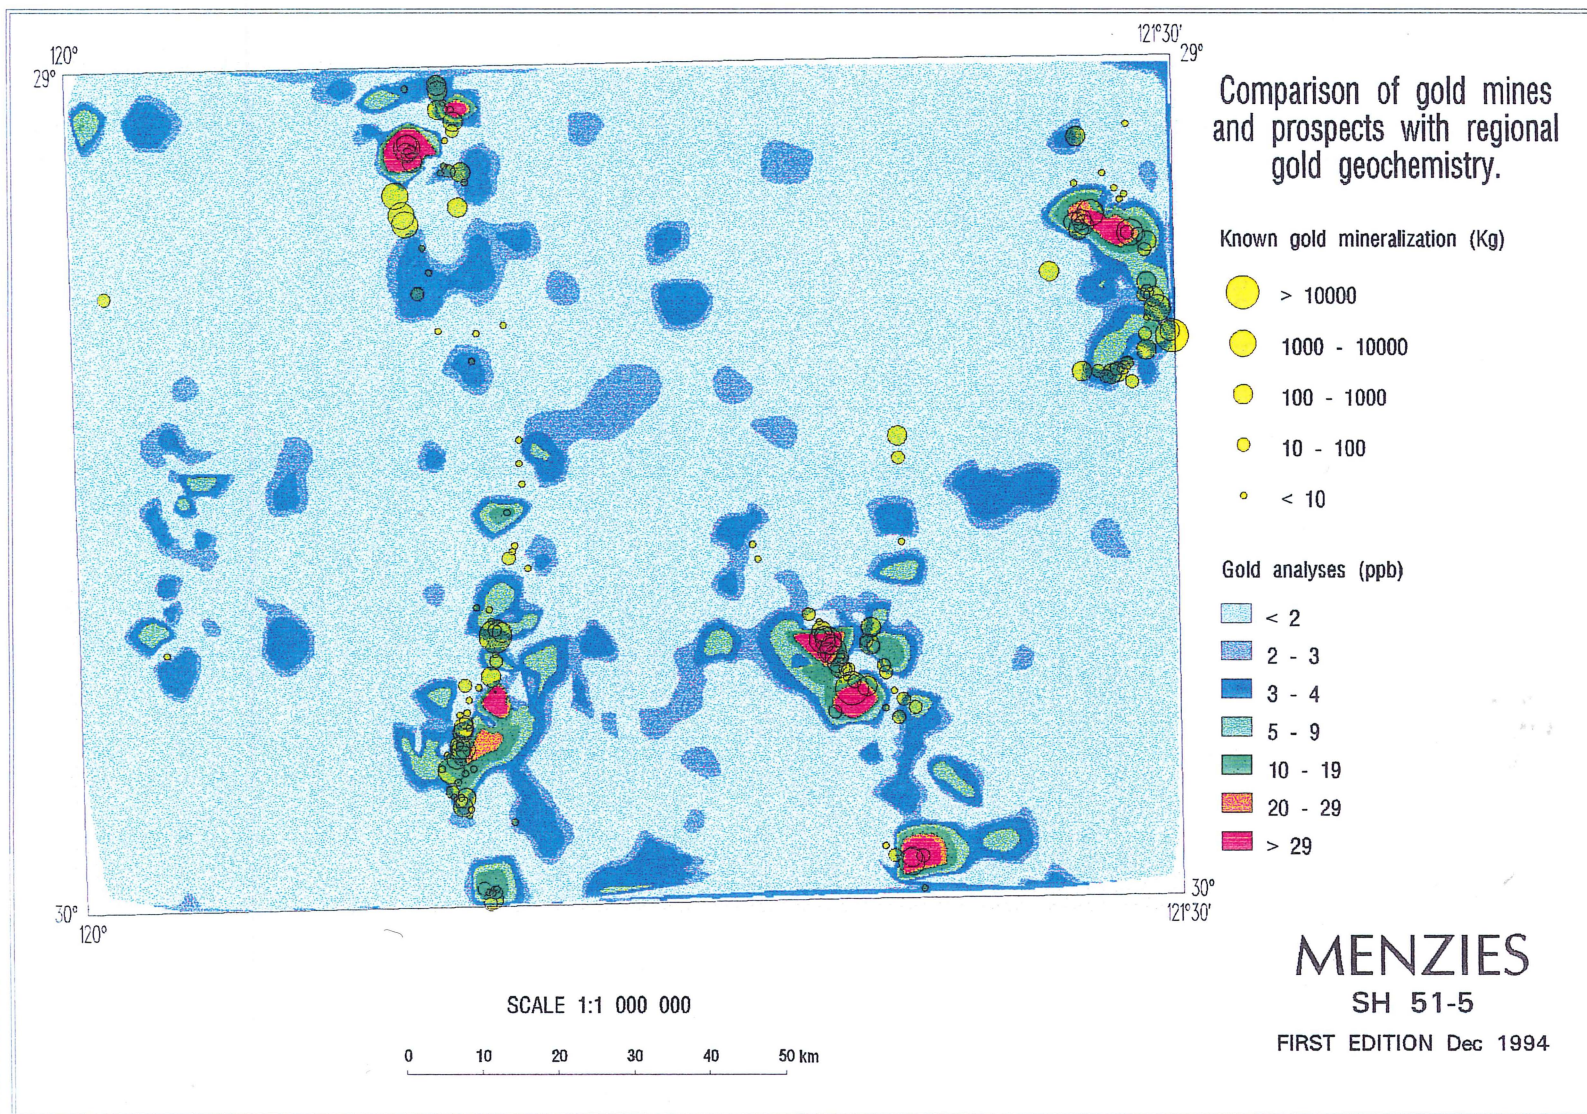 120°
29°
121°30'
29°
Comparison of gold mines
and prospects with regional
gold geochemistry.
Known gold mineralization (Kg)
> 10000
1000 - 10000
100 - 1000
10 - 100
< 10
Gold analyses (ppb)
< 2
2 - 3
3 - 4
5 - 9
10 - 19
20 - 29
> 29
30°
120°
30°
121°30'
SCALE 1:1 000 000
0 10 20 30 40 50 km
MENZIES
SH 51-5
FIRST EDITION Dec 1994